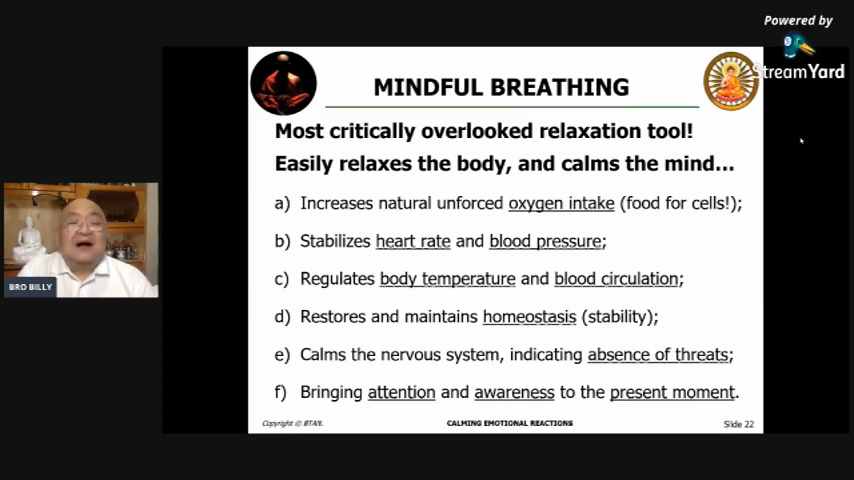 Powered by
StreamYard
MINDFUL BREATHING
Most critically overlooked relaxation tool!
Easily relaxes the body, and calms the mind...
a) Increases natural unforced oxygen intake (food for cells!);
b) Stabilizes heart rate and blood pressure;
c) Regulates body temperature and blood circulation;
d) Restores and maintains homeostasis (stability);
e) Calms the nervous system, indicating absence of threats;
f) Bringing attention and awareness to the present moment.
BRO BILLY
Copyright © BTAN.
CALMING EMOTIONAL REACTIONS
Slide 22